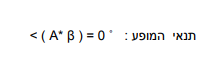 תנאי המופע : < ( A* β ) = 0 °